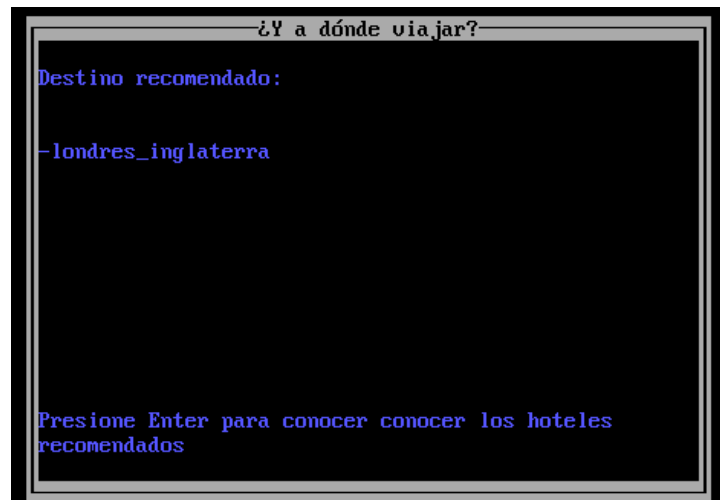 ¿Y a dónde viajar?
Destino recomendado:
-londres_inglaterra
Presione Enter para conocer conocer los hoteles
recomendados